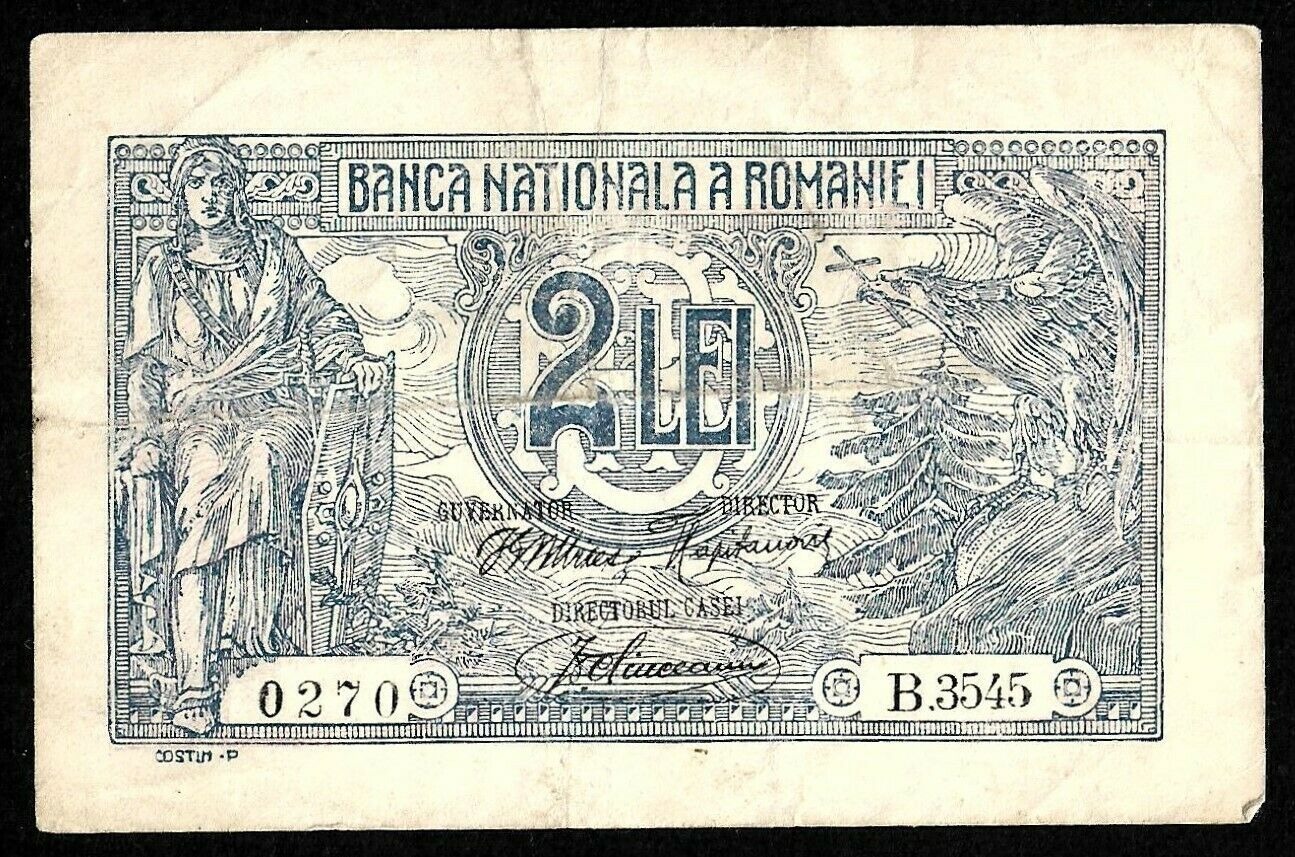 BANCA NATIONALA A ROMANIEI
2 LEI
GUVERNATOR DIRECTOR
DIRECTORUL CASEI
0270 B.3545
COSTIN·P